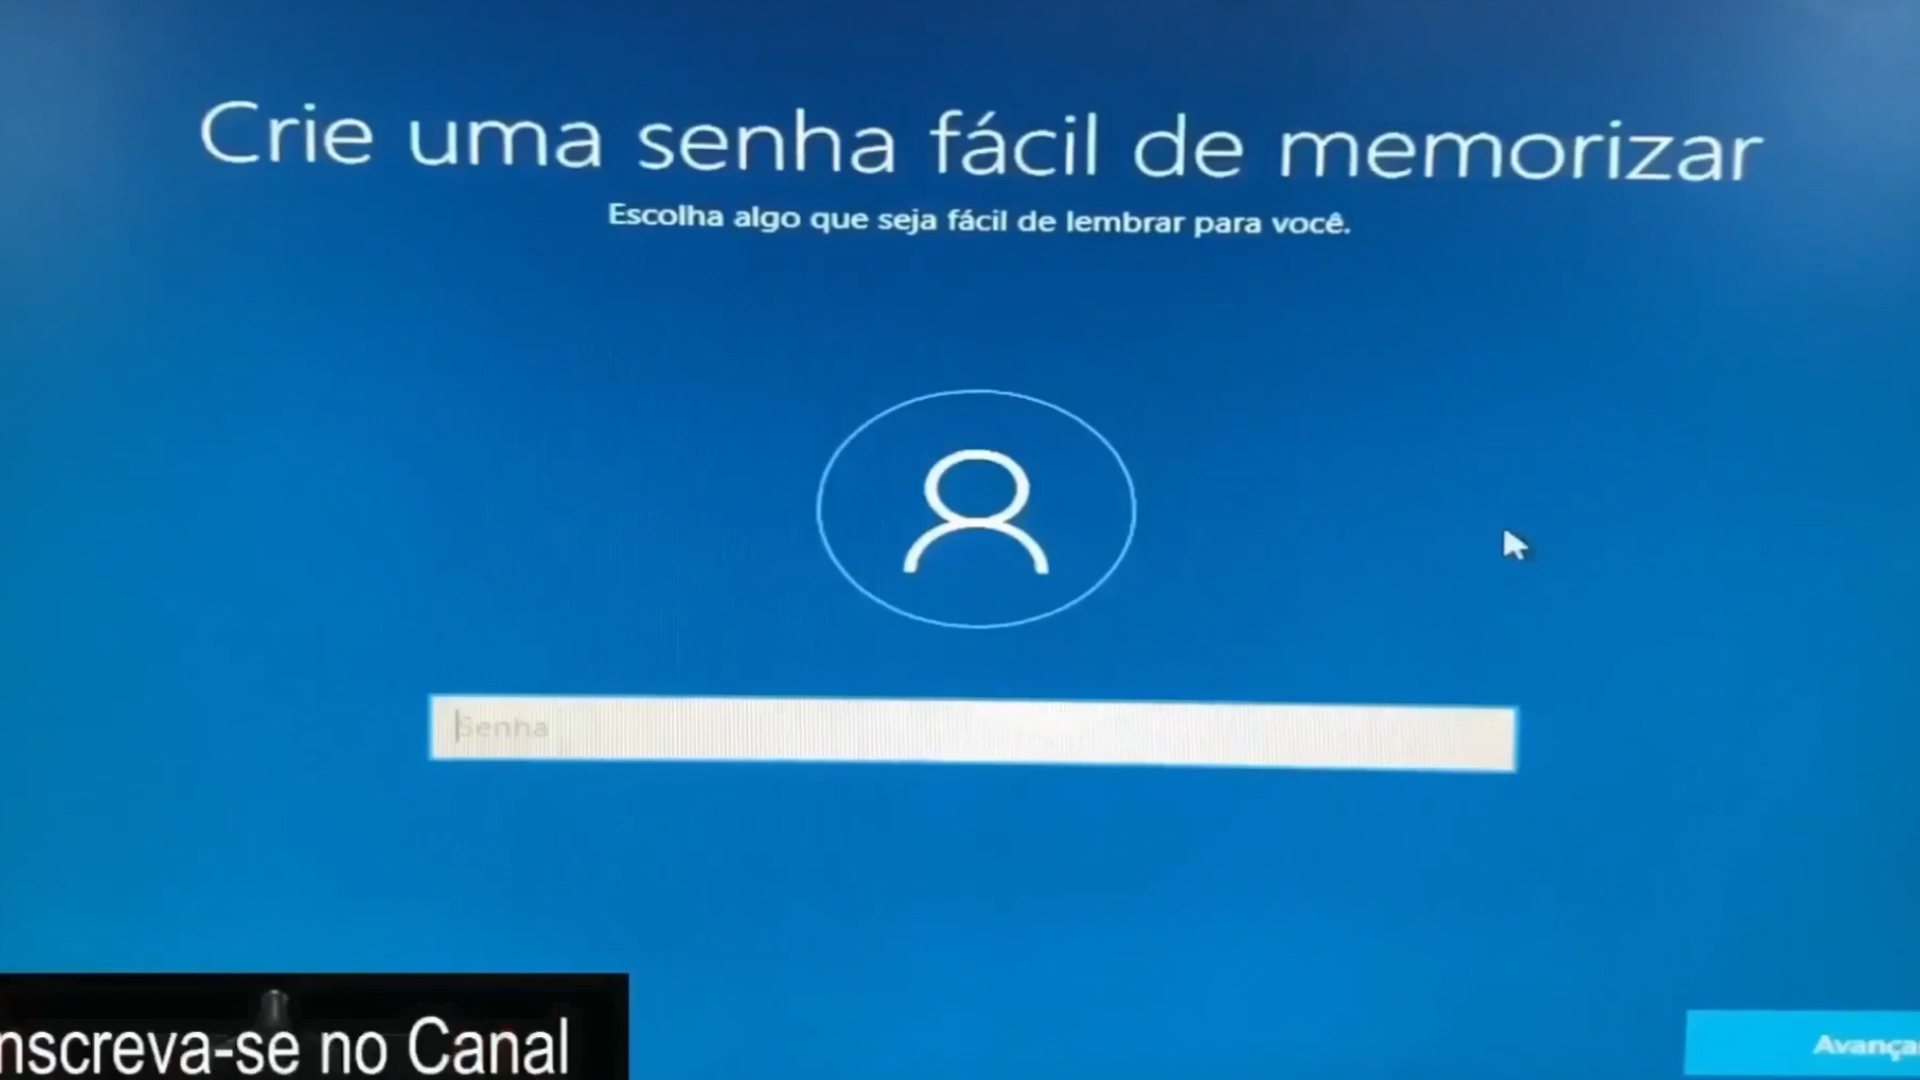 Crie uma senha fácil de memorizar
Escolha algo que seja fácil de lembrar para você.
Senha
nscreva-se no Canal
Avança